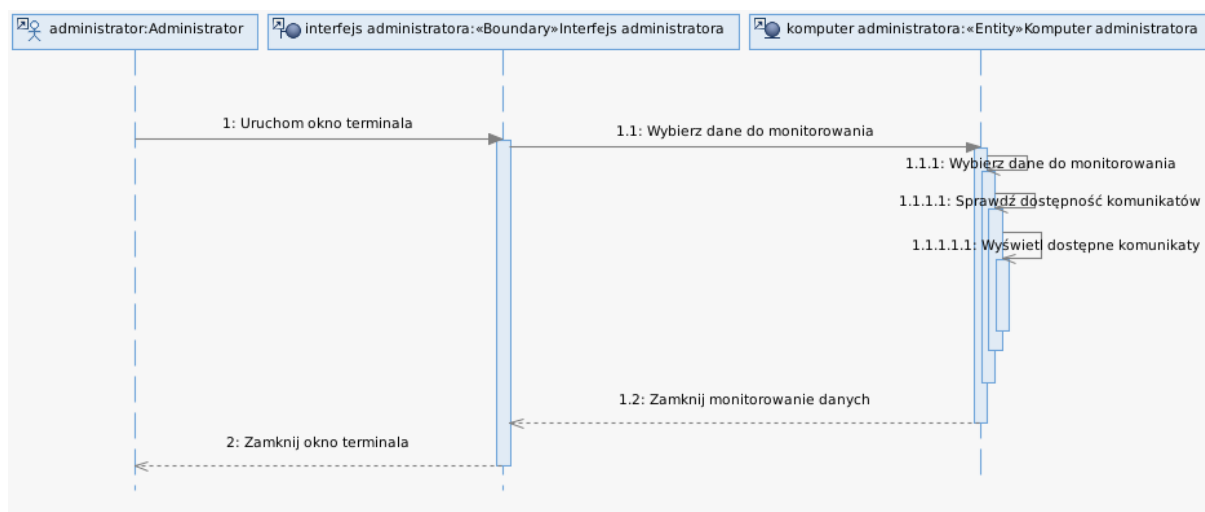 administrator:Administrator
interfejs administratora:«Boundary»Interfejs administratora
komputer administratora:«Entity»Komputer administratora
1: Uruchom okno terminala
1.1: Wybierz dane do monitorowania
1.1.1: Wybierz dane do monitorowania
1.1.1.1: Sprawdź dostępność komunikatów
1.1.1.1.1: Wyświetl dostępne komunikaty
1.2: Zamknij monitorowanie danych
2: Zamknij okno terminala